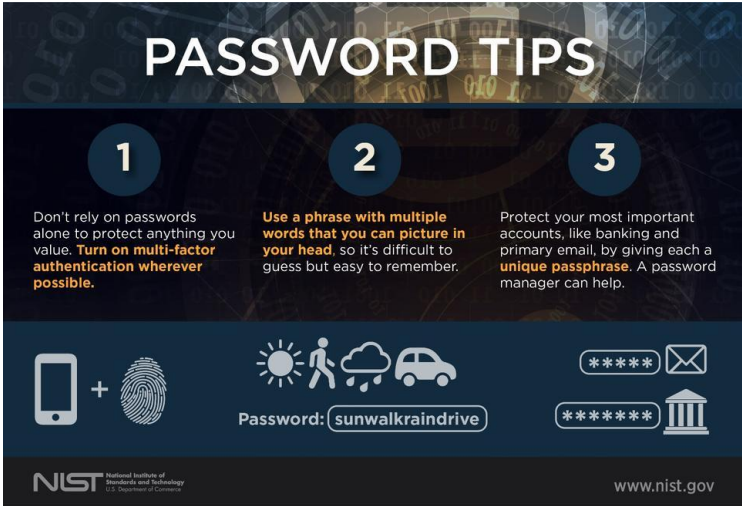 PASSWORD TIPS
1
Don't rely on passwords
alone to protect anything you
value. Turn on multi-factor
authentication wherever
possible.
2
Use a phrase with multiple
words that you can picture in
your head, so it's difficult to
guess but easy to remember.
3
Protect your most important
accounts, like banking and
primary email, by giving each a
unique passphrase. A password
manager can help.
+
Password: sunwalkraindrive
*****
*******
NIST
National Institute of
Standards and Technology
U.S. Department of Commerce
www.nist.gov